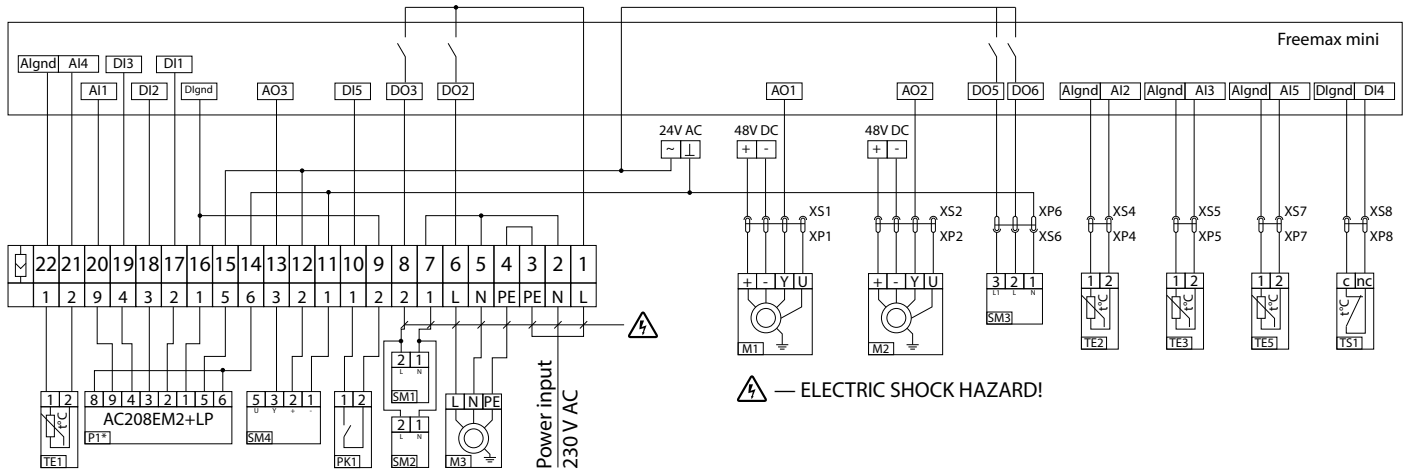 Freemax mini
AIgnd AI4 DI3 DI1
AI1 DI2 DIgnd AO3 DI5 DO3 DO2 AO1 AO2 DO5 DO6 AIgnd AI2 AIgnd AI3 AIgnd AI5 DIgnd DI4
24V AC 48V DC 48V DC
~ ⊥ + - + -
XS1 XS2 XP6 XS4 XS5 XS7 XS8
XP1 XP2 XS6 XP4 XP5 XP7 XP8
22 21 20 19 18 17 16 15 14 13 12 11 10 9 8 7 6 5 4 3 2 1
1 2 9 4 3 2 1 5 6 3 2 1 1 2 2 1 L N PE PE N L
+ - Y U + - Y U 3 2 1 1 2 1 2 1 2 c nc
L1 L N
t°C t°C t°C t°C
M1 M2 SM3 TE2 TE3 TE5 TS1
2 1
L N
SM1
1 2 8 9 4 3 2 1 5 6 5 3 2 1 1 2 L N PE
U Y + -
t°C
AC208EM2+LP
2 1
L N
TE1 P1* SM4 PK1 SM2 M3
Power input
230 V AC
— ELECTRIC SHOCK HAZARD!